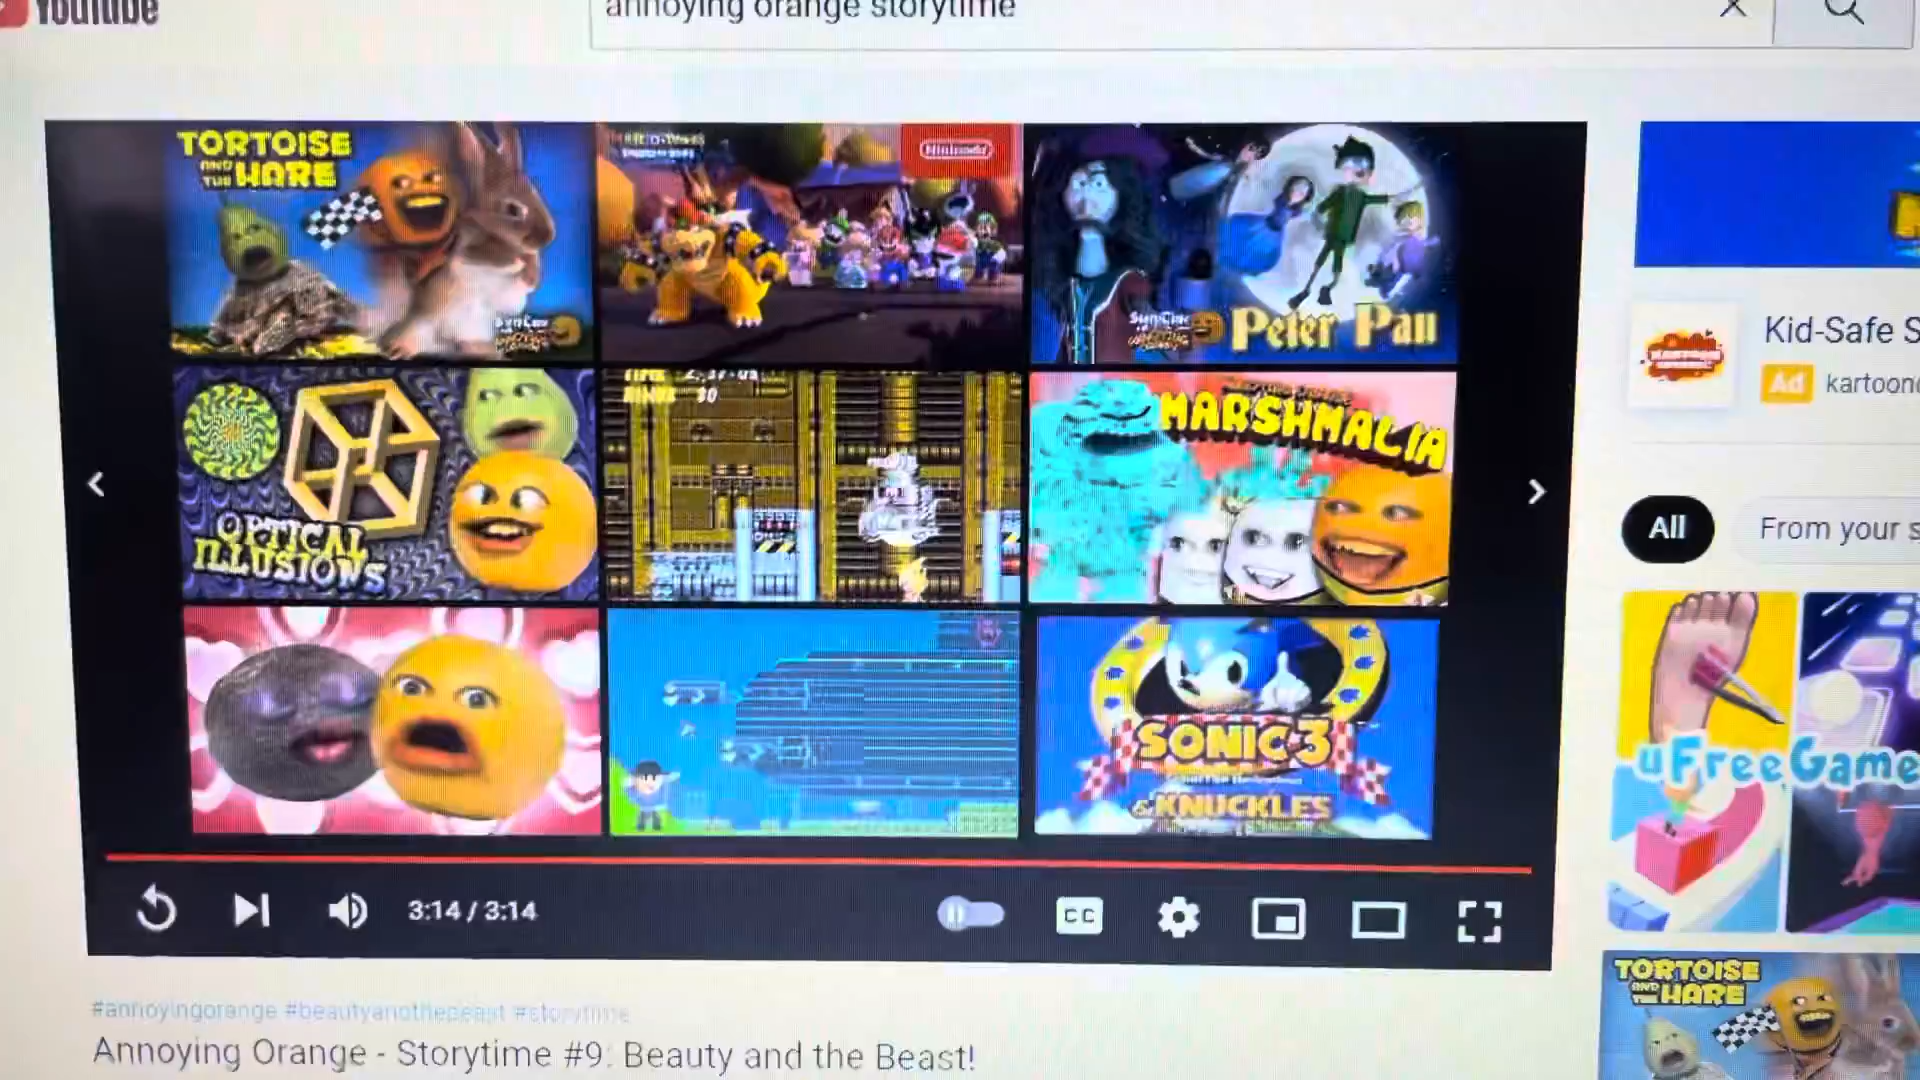 YouTube
annoying orange storytime
TORTOISE
AND THE HARE
Nintendo
Peter Pan
OPTICAL
ILLUSIONS
MARSHMALIA
SONIC 3
& KNUCKLES
3:14 / 3:14
CC
#annoyingorange #beautyandthebeast #storytime
Annoying Orange - Storytime #9: Beauty and the Beast!
Kid-Safe S
Ad kartoon
All
From your s
uFreeGame
TORTOISE
AND THE HARE